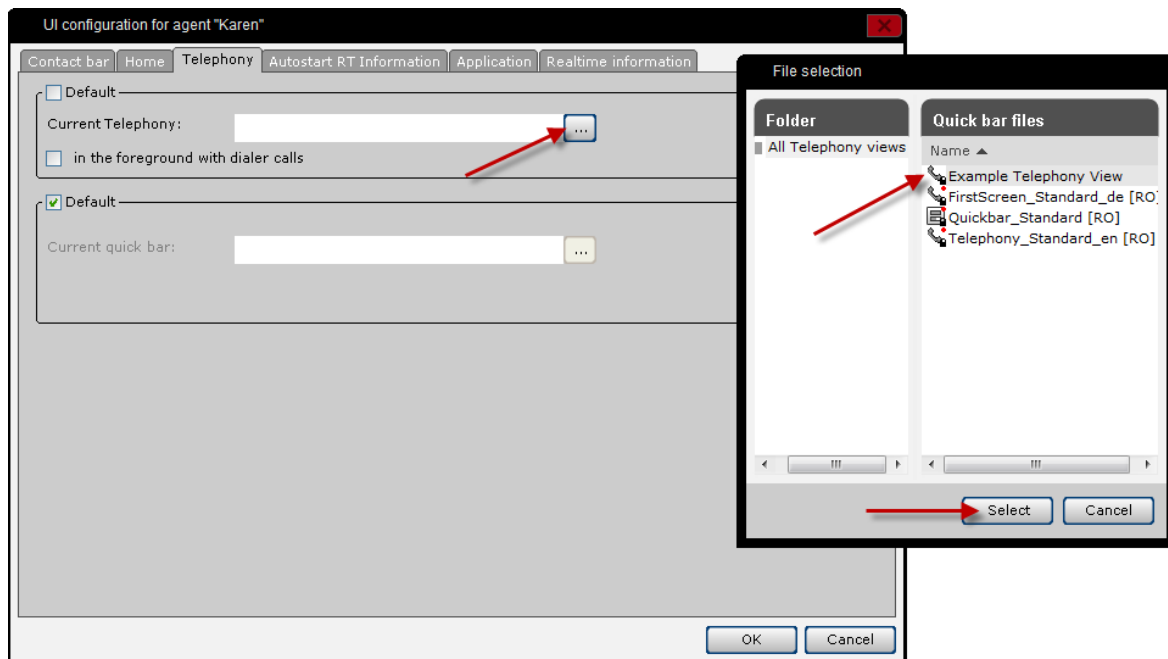 UI configuration for agent "Karen"
Contact bar Home Telephony Autostart RT Information Application Realtime information
Default
Current Telephony: ...
in the foreground with dialer calls
Default
Current quick bar: ...
OK Cancel
File selection
Folder
All Telephony views
Quick bar files
Name
Example Telephony View
FirstScreen_Standard_de [RO]
Quickbar_Standard [RO]
Telephony_Standard_en [RO]
Select Cancel